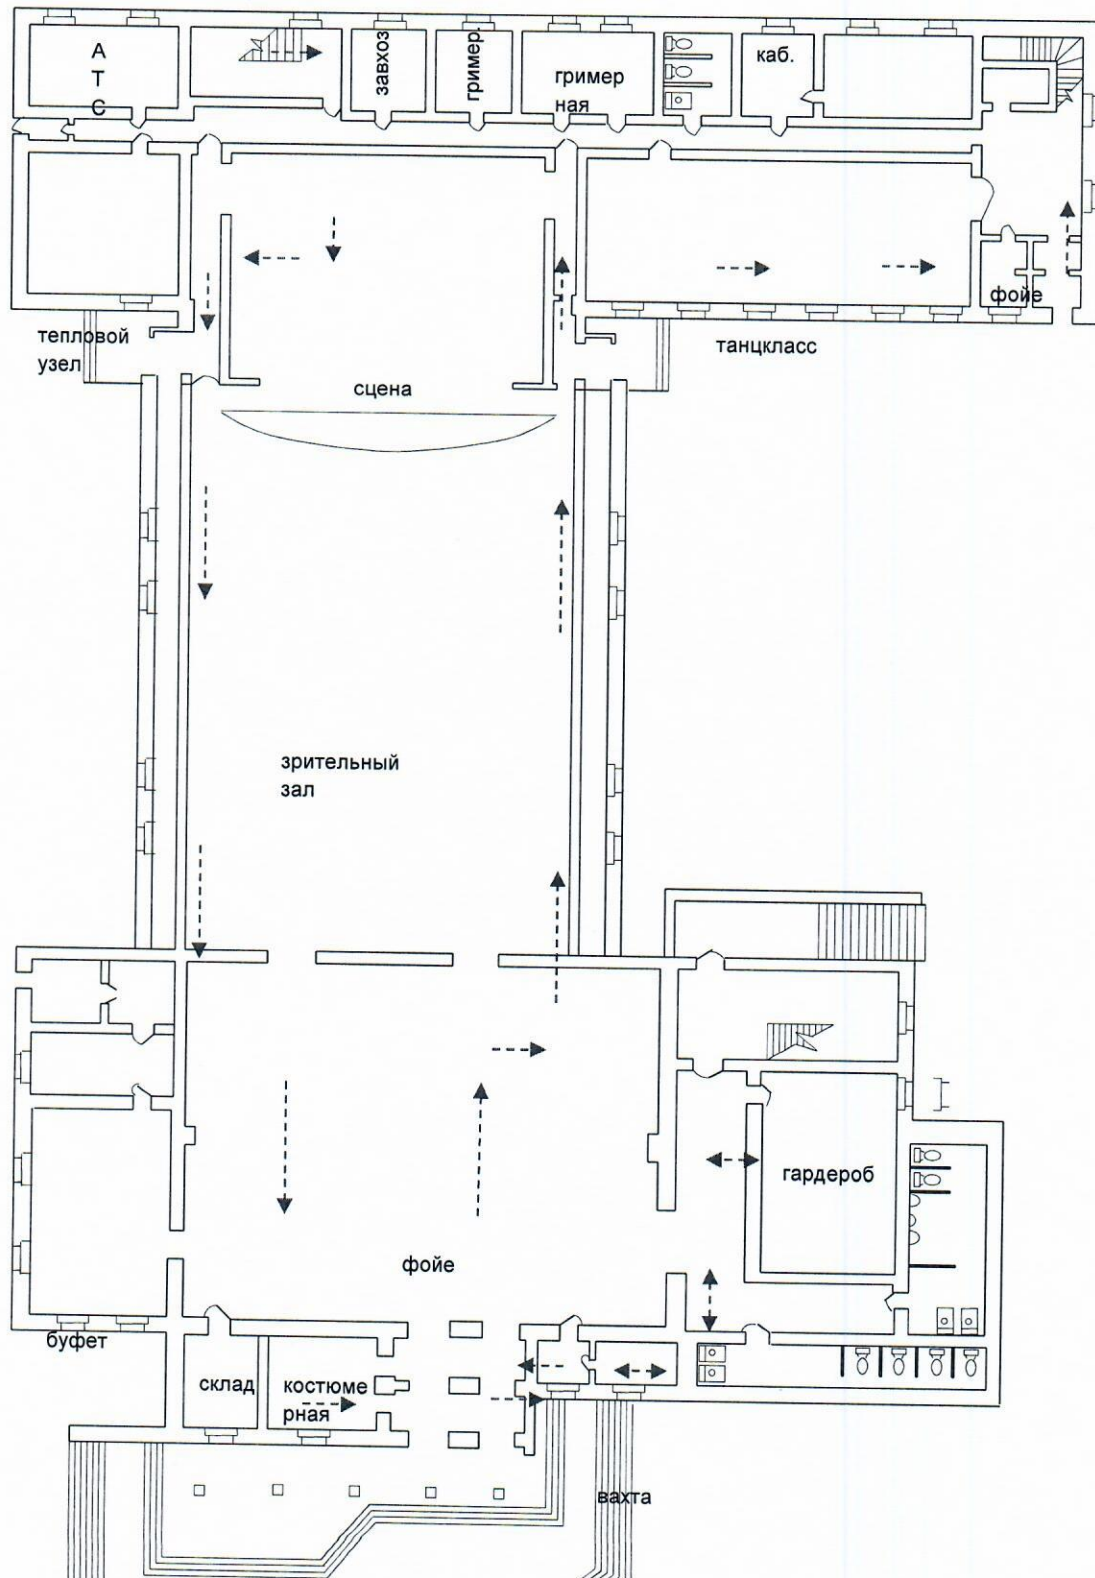 А
Т
С
завхоз
гример.
гример
ная
каб.
фойе
тепловой
узел
танцкласс
сцена
зрительный
зал
гардероб
фойе
буфет
склад
костюме
рная
вахта